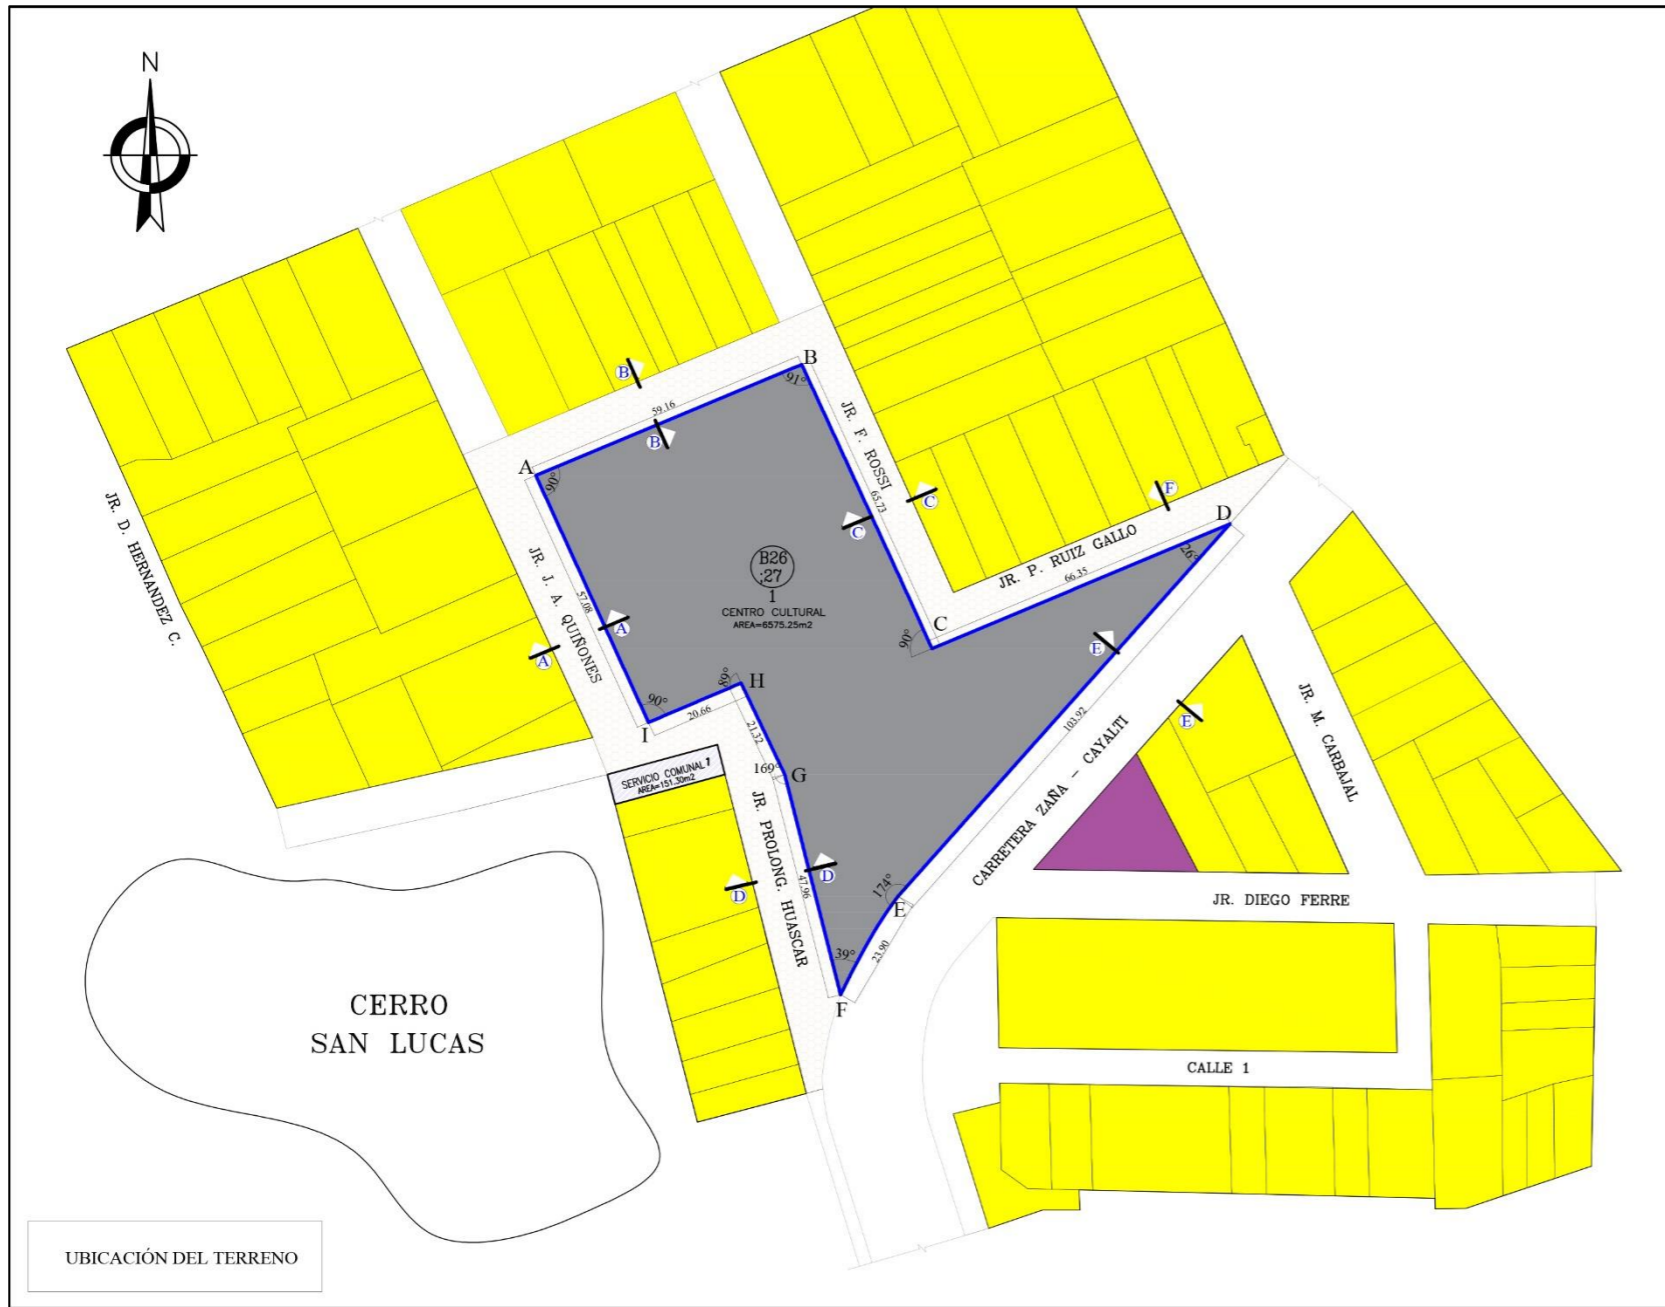 N
B
B
A
B
91°
59.16
90°
JR. F. ROSSI
65.73
C
C
F
D
JR. P. RUIZ GALLO
66.35
26°
JR. D. HERNANDEZ C.
JR. J. A. QUIÑONES
57.08
A
A
B26
;27
1
CENTRO CULTURAL
AREA=6575.25m2
C
90°
E
E
103.92
H
89°
90°
20.66
I
21.32
169°
G
SERVICIO COMUNAL 1
AREA=151.30m2
JR. M. CARBAJAL
CARRETERA ZAÑA - CAYALTI
JR. PROLONG. HUASCAR
47.96
D
D
174°
E
39°
23.90
F
JR. DIEGO FERRE
CALLE 1
CERRO
SAN LUCAS
UBICACIÓN DEL TERRENO